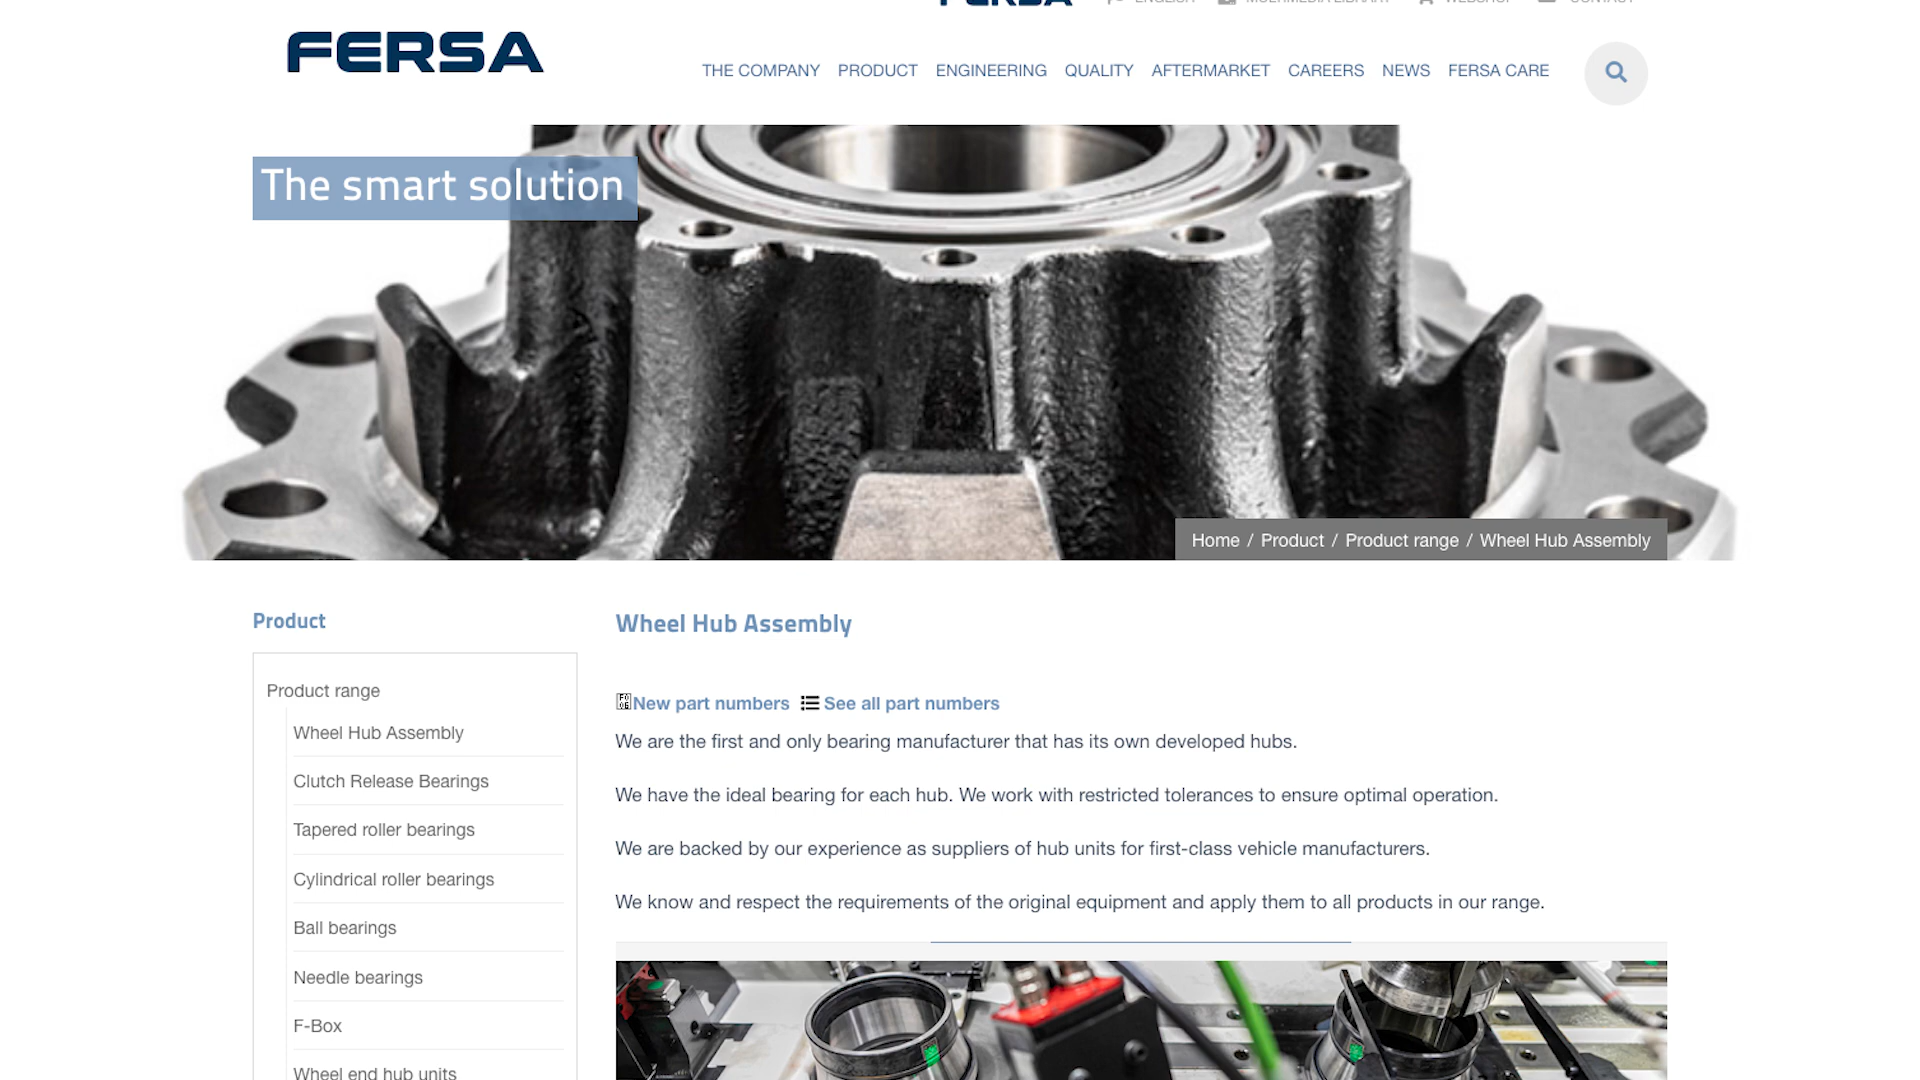 FERSA
ENGLISH
MULTIMEDIA LIBRARY
WEBSHOP
CONTACT
FERSA
THE COMPANY PRODUCT ENGINEERING QUALITY AFTERMARKET CAREERS NEWS FERSA CARE
The smart solution
Home / Product / Product range / Wheel Hub Assembly
Product
Product range
Wheel Hub Assembly
Clutch Release Bearings
Tapered roller bearings
Cylindrical roller bearings
Ball bearings
Needle bearings
F-Box
Wheel end hub units
Wheel Hub Assembly
New part numbers See all part numbers
We are the first and only bearing manufacturer that has its own developed hubs.
We have the ideal bearing for each hub. We work with restricted tolerances to ensure optimal operation.
We are backed by our experience as suppliers of hub units for first-class vehicle manufacturers.
We know and respect the requirements of the original equipment and apply them to all products in our range.